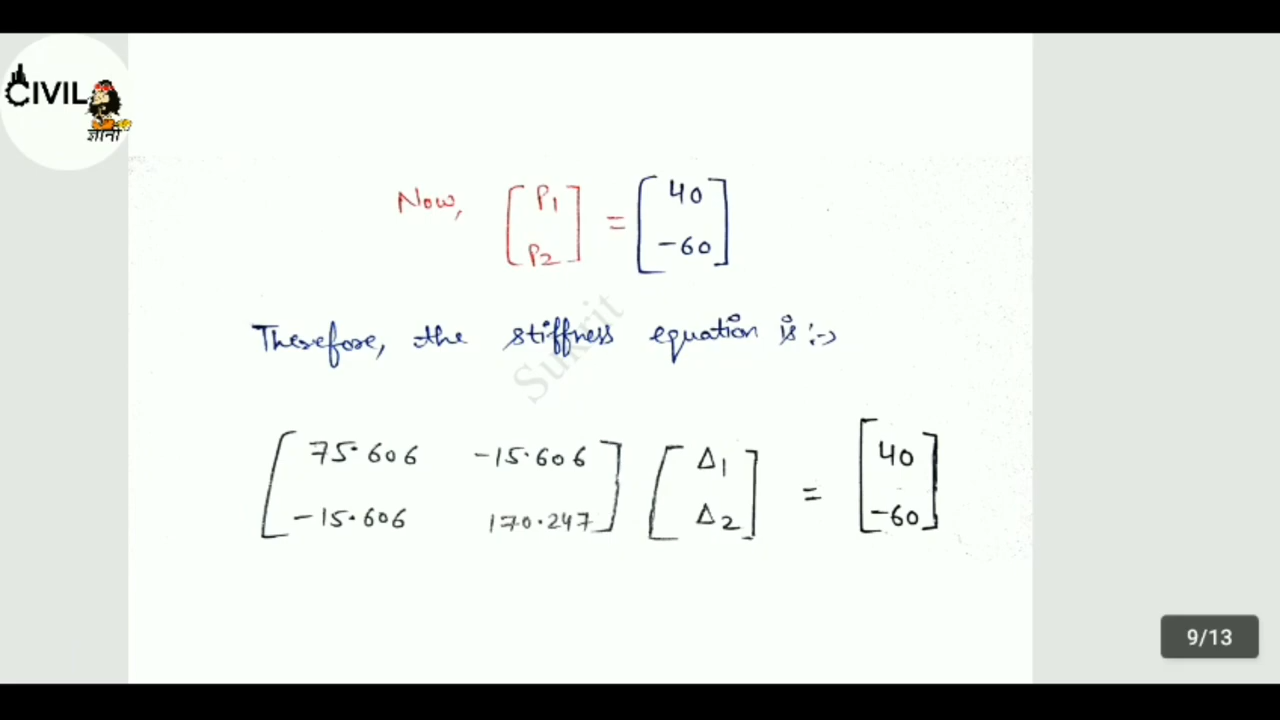 CIVIL
ज्ञानी
Now, [P1 P2] = [40 -60]
Sukrit
Therefore, the stiffness equation is :->
[75.606 -15.606
-15.606 170.247] [Δ1 Δ2] = [40 -60]
9/13